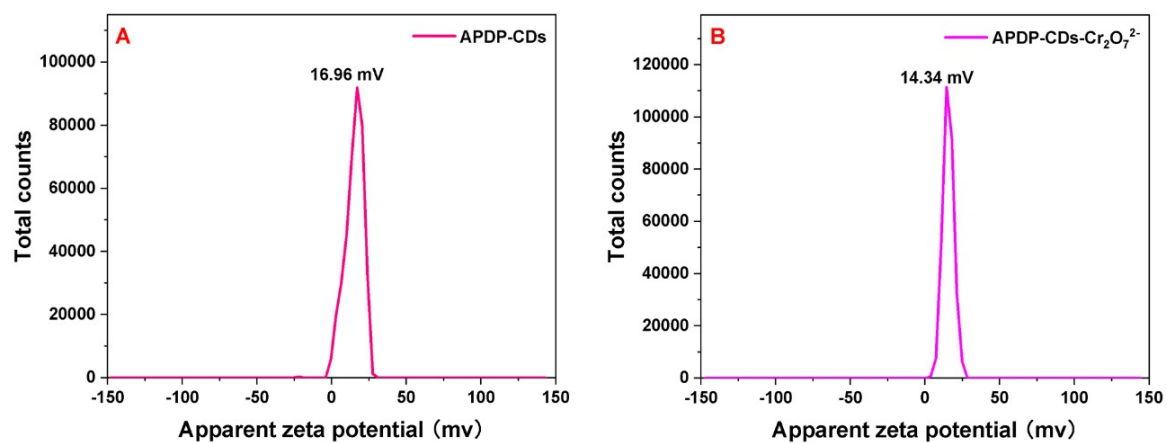 A
APDP-CDs
16.96 mV
100000
80000
60000
40000
20000
0
-150
-100
-50
0
50
100
150
Total counts
Apparent zeta potential (mv)
B
APDP-CDs-Cr₂O₇²⁻
14.34 mV
120000
100000
80000
60000
40000
20000
0
-150
-100
-50
0
50
100
150
Total counts
Apparent zeta potential (mv)